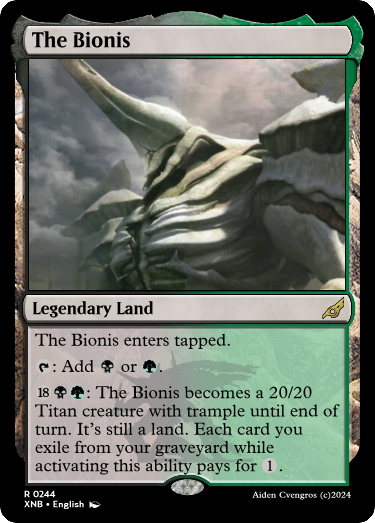 The Bionis
Legendary Land
The Bionis enters tapped.
: Add or .
18 : The Bionis becomes a 20/20
Titan creature with trample until end of
turn. It's still a land. Each card you
exile from your graveyard while
activating this ability pays for 1 .
R 0244
XNB • English
Aiden Cvengros (c)2024